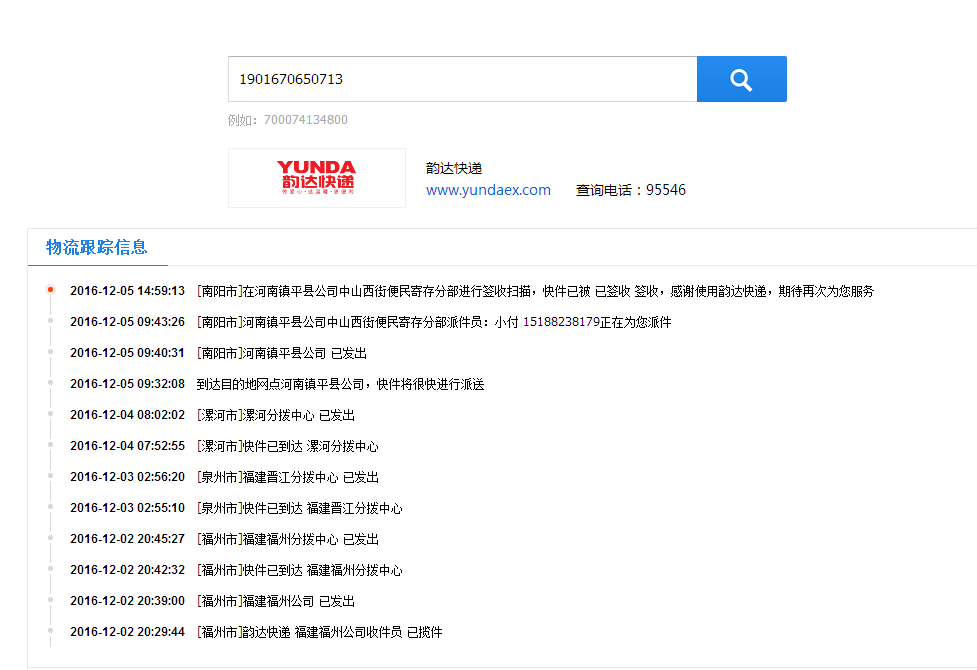 1901670650713
例如：700074134800
YUNDA
韵达快递
传爱心·送温暖·更便利
韵达快递
www.yundaex.com 查询电话：95546
物流跟踪信息
2016-12-05 14:59:13 [南阳市]在河南镇平县公司中山西街便民寄存分部进行签收扫描，快件已被 已签收 签收，感谢使用韵达快递，期待再次为您服务
2016-12-05 09:43:26 [南阳市]河南镇平县公司中山西街便民寄存分部派件员：小付 15188238179正在为您派件
2016-12-05 09:40:31 [南阳市]河南镇平县公司 已发出
2016-12-05 09:32:08 到达目的地网点河南镇平县公司，快件将很快进行派送
2016-12-04 08:02:02 [漯河市]漯河分拨中心 已发出
2016-12-04 07:52:55 [漯河市]快件已到达 漯河分拨中心
2016-12-03 02:56:20 [泉州市]福建晋江分拨中心 已发出
2016-12-03 02:55:10 [泉州市]快件已到达 福建晋江分拨中心
2016-12-02 20:45:27 [福州市]福建福州分拨中心 已发出
2016-12-02 20:42:32 [福州市]快件已到达 福建福州分拨中心
2016-12-02 20:39:00 [福州市]福建福州公司 已发出
2016-12-02 20:29:44 [福州市]韵达快递 福建福州公司收件员 已揽件